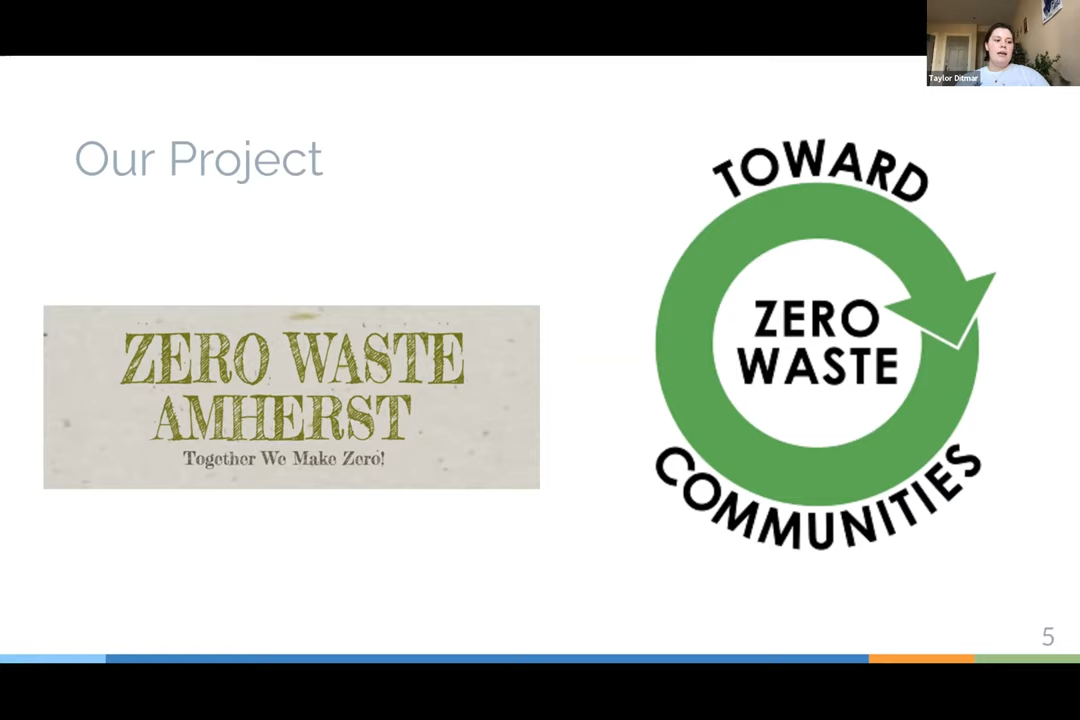 Taylor Ditmar
Our Project
TOWARD
ZERO
WASTE
COMMUNITIES
ZERO WASTE
AMHERST
Together We Make Zero!
5